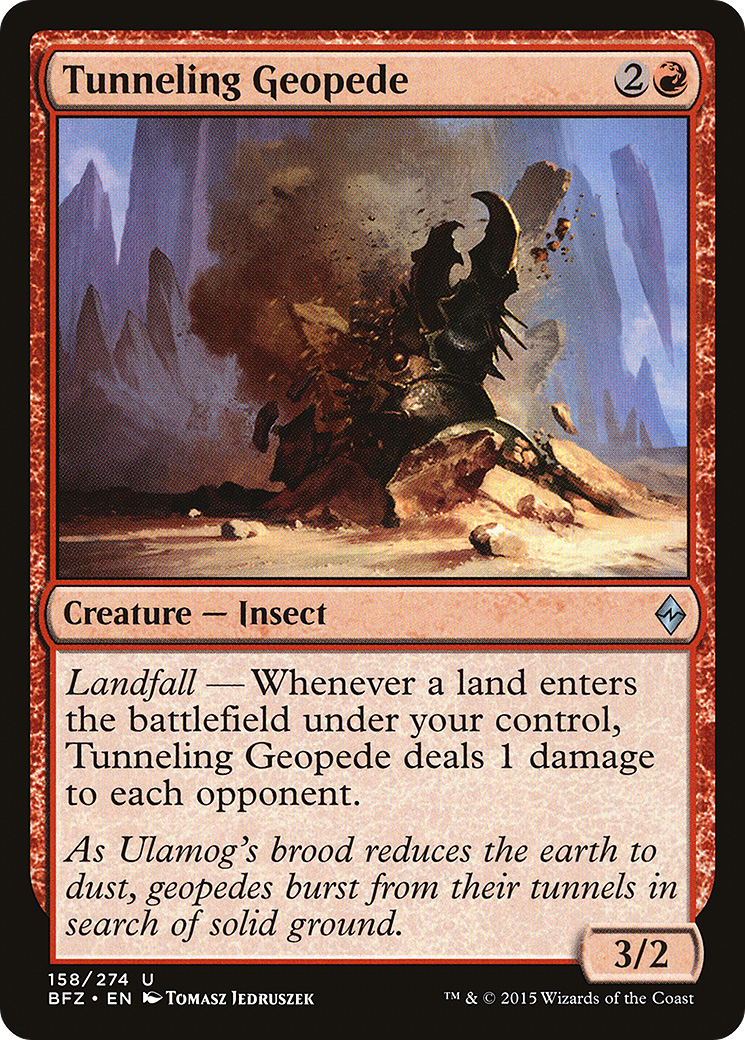 Tunneling Geopede 2
Creature — Insect
Landfall — Whenever a land enters
the battlefield under your control,
Tunneling Geopede deals 1 damage
to each opponent.
As Ulamog's brood reduces the earth to
dust, geopedes burst from their tunnels in
search of solid ground.
3/2
158/274 U
BFZ • EN Tomasz Jedruszek
™ & © 2015 Wizards of the Coast